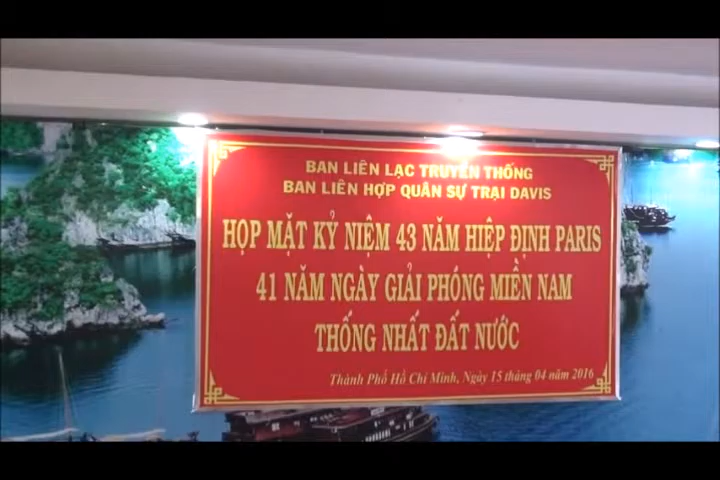 BAN LIÊN LẠC TRUYỀN THỐNG
BAN LIÊN HỢP QUÂN SỰ TRẠI DAVIS
HỌP MẶT KỶ NIỆM 43 NĂM HIỆP ĐỊNH PARIS
41 NĂM NGÀY GIẢI PHÓNG MIỀN NAM
THỐNG NHẤT ĐẤT NƯỚC
Thành Phố Hồ Chí Minh, Ngày 15 tháng 04 năm 2016